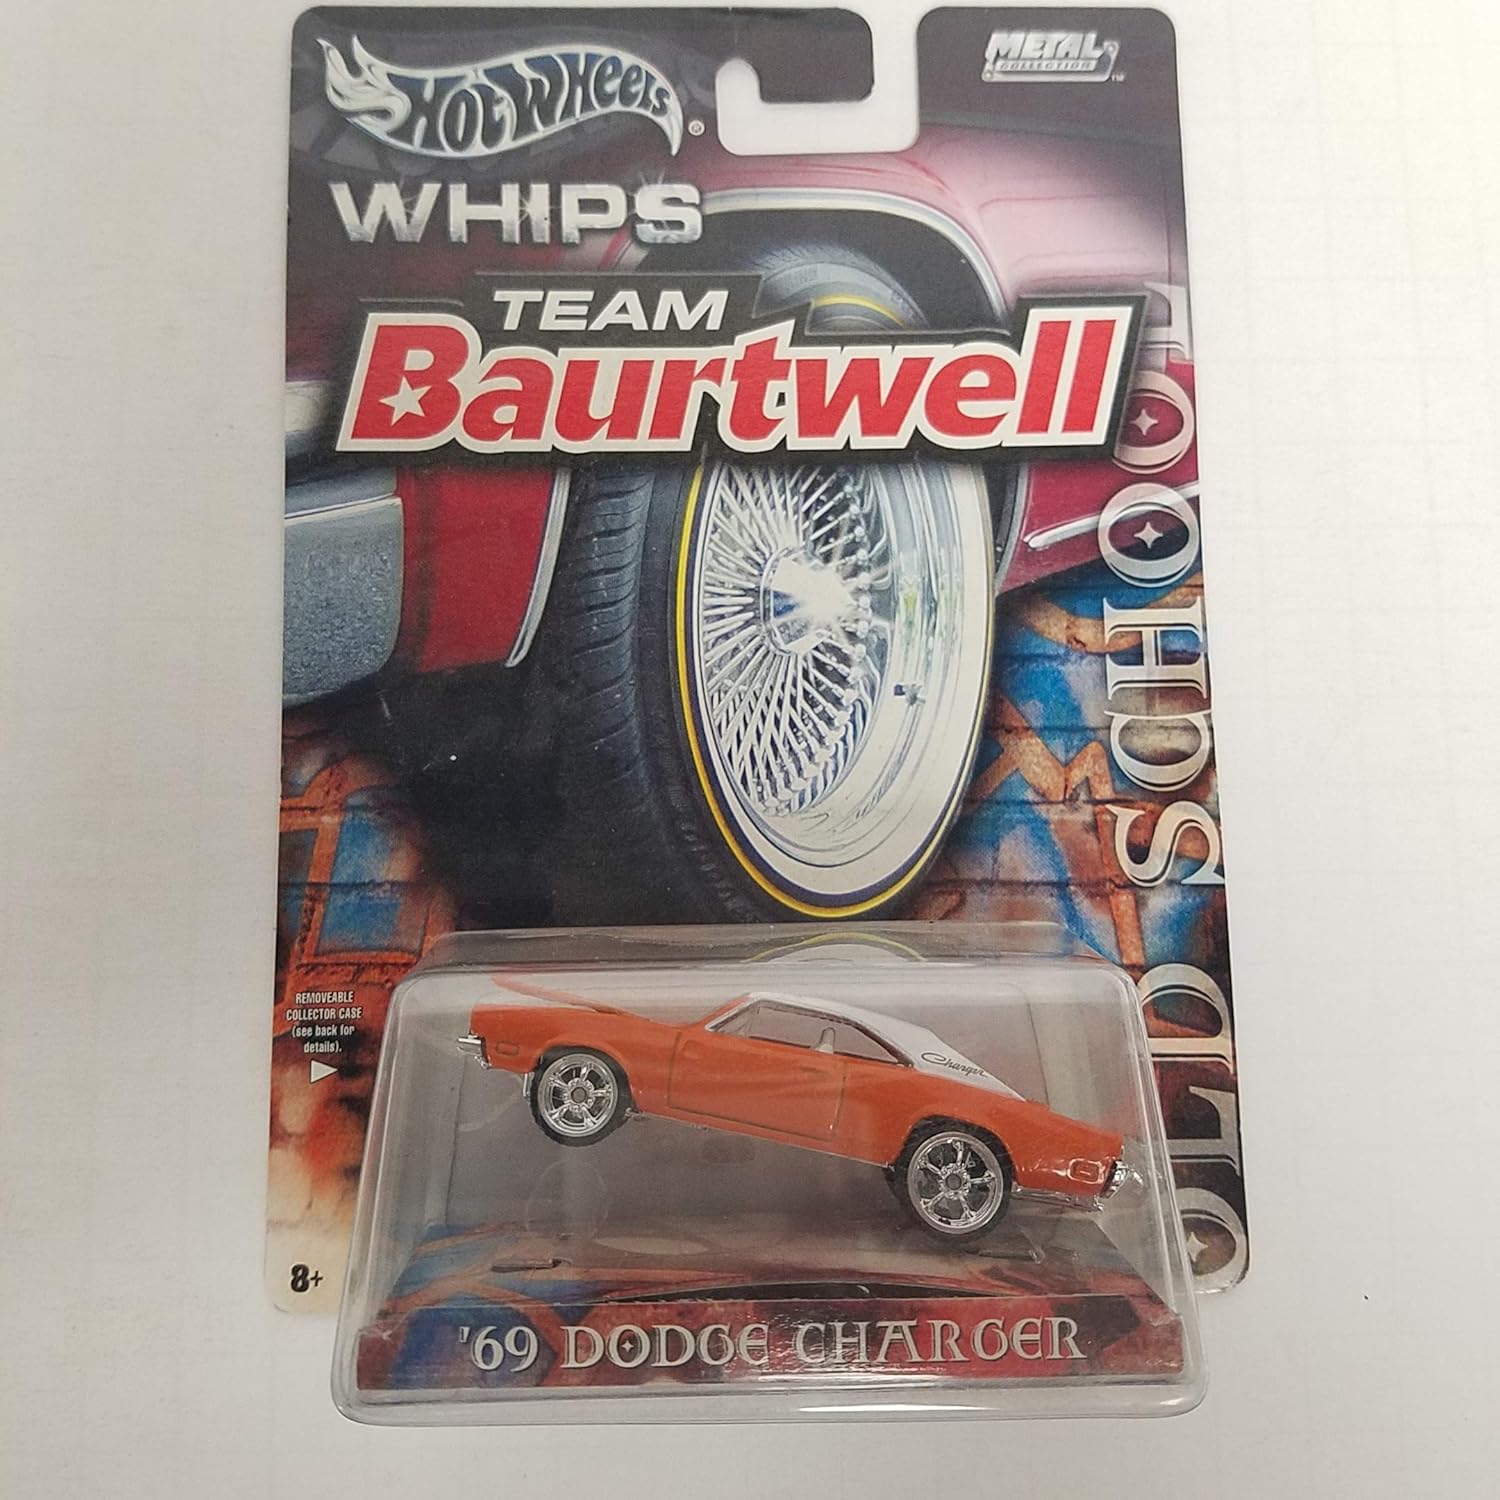 HOT WHEELS ®
METAL
COLLECTION ™
WHIPS
TEAM
Baurtwell
OLD SCHOOL
REMOVEABLE
COLLECTOR CASE
(see back for
details).
8+
Charger
'69 DODGE CHARGER